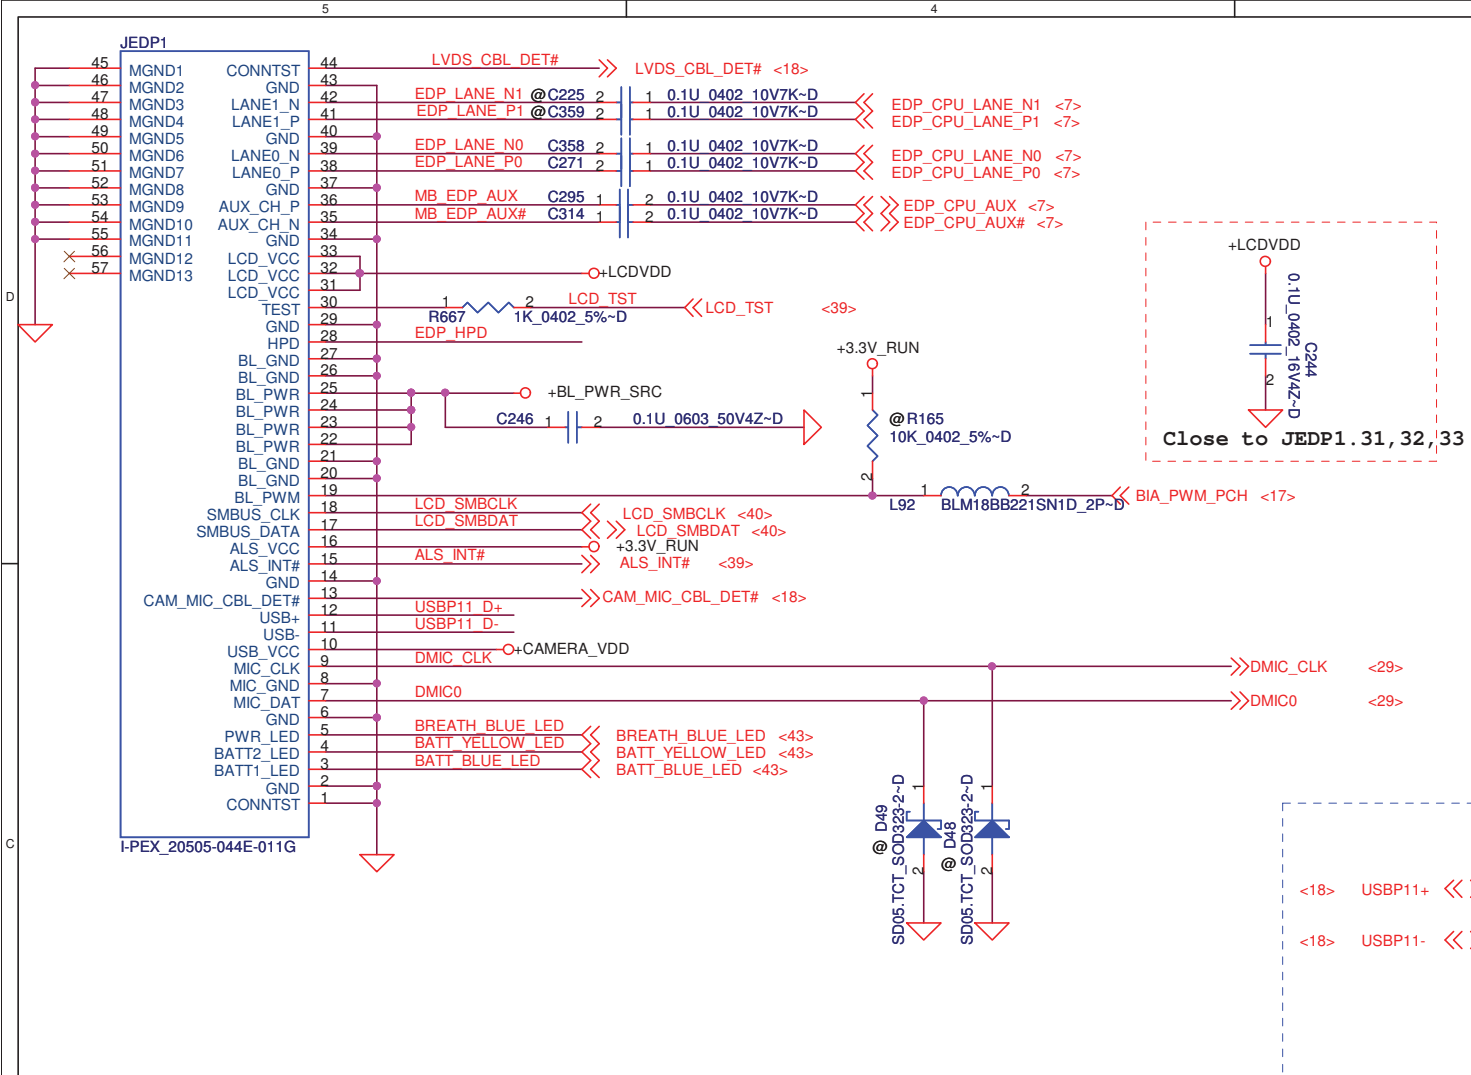 5 4
JEDP1
45 MGND1 CONNTST 44 LVDS_CBL_DET# LVDS_CBL_DET# <18>
46 MGND2 GND 43
47 MGND3 LANE1_N 42 EDP_LANE_N1 @C225 2 1 0.1U_0402_10V7K~D EDP_CPU_LANE_N1 <7>
48 MGND4 LANE1_P 41 EDP_LANE_P1 @C359 2 1 0.1U_0402_10V7K~D EDP_CPU_LANE_P1 <7>
49 MGND5 GND 40
50 MGND6 LANE0_N 39 EDP_LANE_N0 C358 2 1 0.1U_0402_10V7K~D EDP_CPU_LANE_N0 <7>
51 MGND7 LANE0_P 38 EDP_LANE_P0 C271 2 1 0.1U_0402_10V7K~D EDP_CPU_LANE_P0 <7>
52 MGND8 GND 37
53 MGND9 AUX_CH_P 36 MB_EDP_AUX C295 1 2 0.1U_0402_10V7K~D EDP_CPU_AUX <7>
54 MGND10 AUX_CH_N 35 MB_EDP_AUX# C314 1 2 0.1U_0402_10V7K~D EDP_CPU_AUX# <7>
55 MGND11 GND 34
56 MGND12 LCD_VCC 33
57 MGND13 LCD_VCC 32 +LCDVDD
LCD_VCC 31
TEST 30 R667 1 2 1K_0402_5%~D LCD_TST LCD_TST <39>
GND 29
HPD 28 EDP_HPD
BL_GND 27
BL_GND 26
BL_PWR 25 +BL_PWR_SRC
BL_PWR 24
BL_PWR 23 C246 1 2 0.1U_0603_50V4Z~D
BL_PWR 22
BL_GND 21
BL_GND 20
BL_PWM 19 L92 1 2 BLM18BB221SN1D_2P~D BIA_PWM_PCH <17>
SMBUS_CLK 18 LCD_SMBCLK LCD_SMBCLK <40>
SMBUS_DATA 17 LCD_SMBDAT LCD_SMBDAT <40>
ALS_VCC 16 +3.3V_RUN
ALS_INT# 15 ALS_INT# ALS_INT# <39>
GND 14
CAM_MIC_CBL_DET# 13 CAM_MIC_CBL_DET# <18>
USB+ 12 USBP11_D+
USB- 11 USBP11_D-
USB_VCC 10 +CAMERA_VDD
MIC_CLK 9 DMIC_CLK DMIC_CLK <29>
MIC_GND 8
MIC_DAT 7 DMIC0 DMIC0 <29>
GND 6
PWR_LED 5 BREATH_BLUE_LED BREATH_BLUE_LED <43>
BATT2_LED 4 BATT_YELLOW_LED BATT_YELLOW_LED <43>
BATT1_LED 3 BATT_BLUE_LED BATT_BLUE_LED <43>
GND 2
CONNTST 1
I-PEX_20505-044E-011G
+3.3V_RUN
1
@R165
10K_0402_5%~D
2
+LCDVDD
1
C244
0.1U_0402_16V4Z~D
2
Close to JEDP1.31,32,33
1
@ D49
SD05.TCT_SOD323-2~D
2
1
@ D48
SD05.TCT_SOD323-2~D
2
<18> USBP11+
<18> USBP11-
D
C